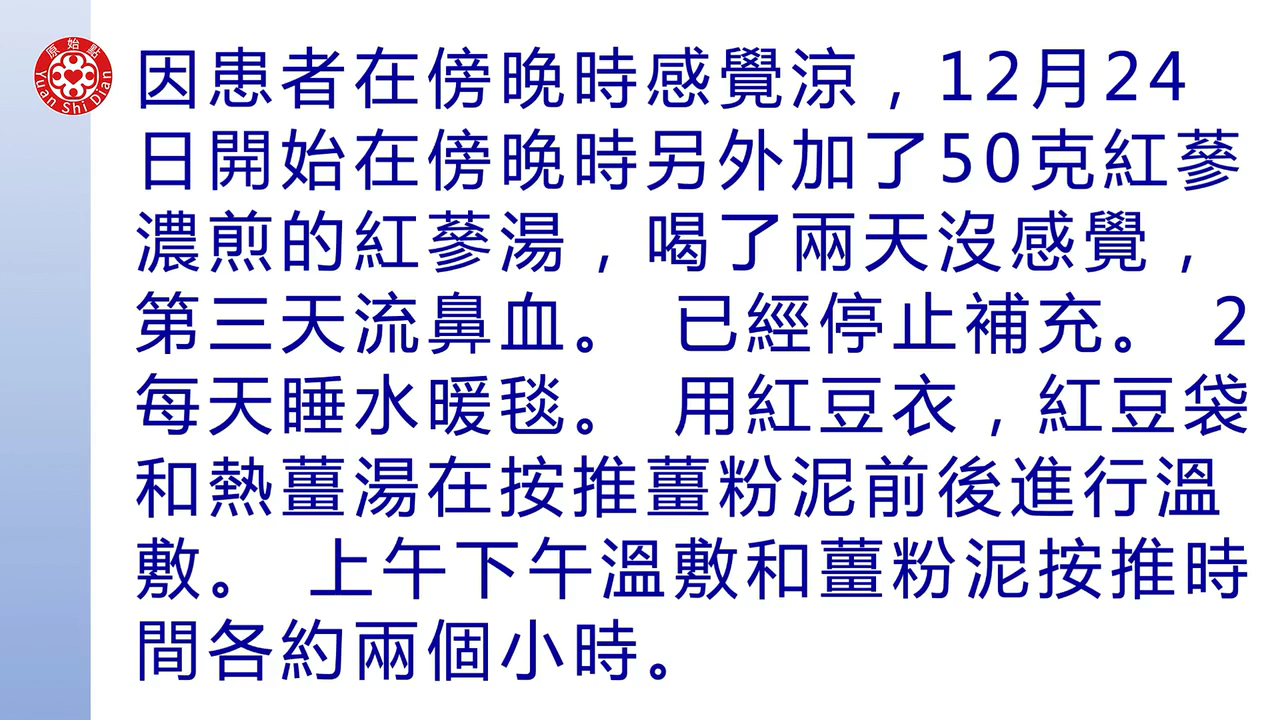 原始點
Yuan Shi Dian
因患者在傍晚時感覺涼，12月24
日開始在傍晚時另外加了50克紅蔘
濃煎的紅蔘湯，喝了兩天沒感覺，
第三天流鼻血。 已經停止補充。 2
每天睡水暖毯。 用紅豆衣，紅豆袋
和熱薑湯在按推薑粉泥前後進行溫
敷。 上午下午溫敷和薑粉泥按推時
間各約兩個小時。